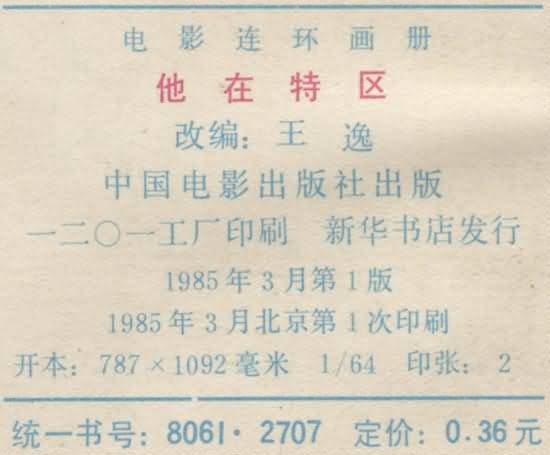 电影连环画册
他在特区
改编：王 逸
中国电影出版社出版
一二〇一工厂印刷 新华书店发行
1985年3月第1版
1985年3月北京第1次印刷
开本：787×1092毫米 1/64 印张：2
统一书号：8061·2707 定价：0.36元